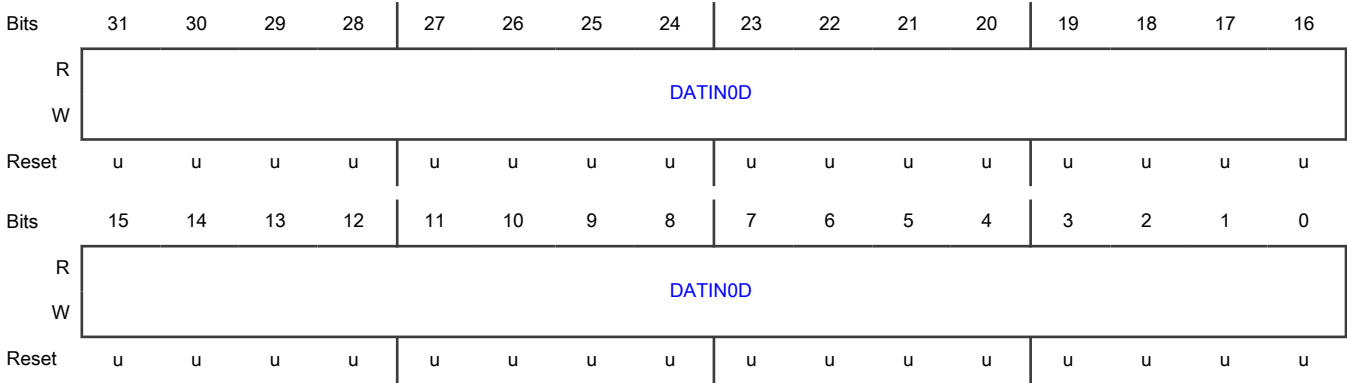 Bits 31 30 29 28 27 26 25 24 23 22 21 20 19 18 17 16
R
DATIN0D
W
Reset u u u u u u u u u u u u u u u u
Bits 15 14 13 12 11 10 9 8 7 6 5 4 3 2 1 0
R
DATIN0D
W
Reset u u u u u u u u u u u u u u u u